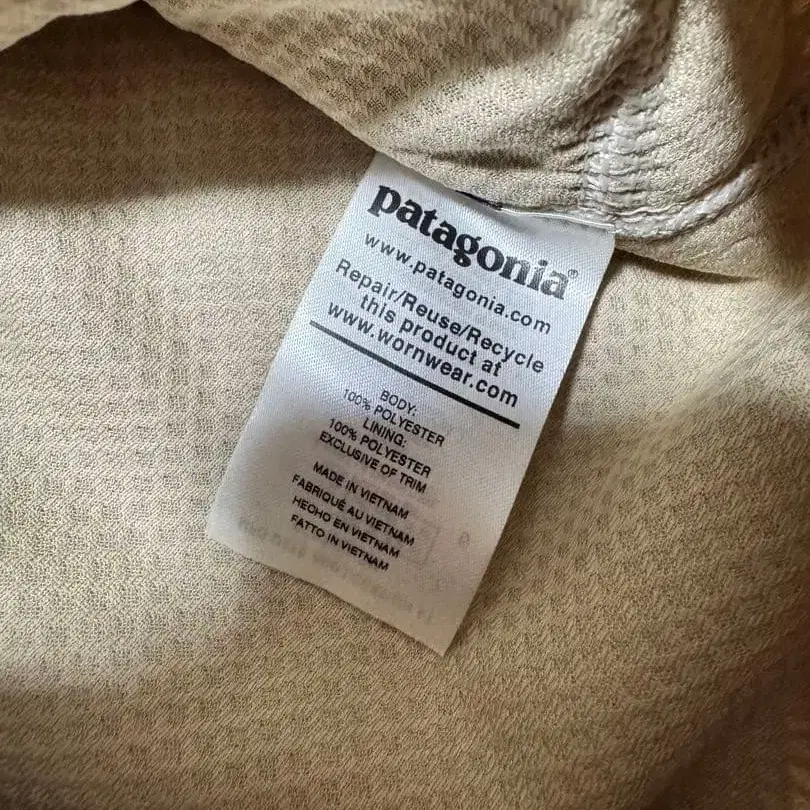 patagonia®
www.patagonia.com
Repair/Reuse/Recycle
this product at
www.wornwear.com
BODY:
100% POLYESTER
LINING:
100% POLYESTER
EXCLUSIVE OF TRIM
MADE IN VIETNAM
FABRIQUÉ AU VIETNAM
HECHO EN VIETNAM
FATTO IN VIETNAM